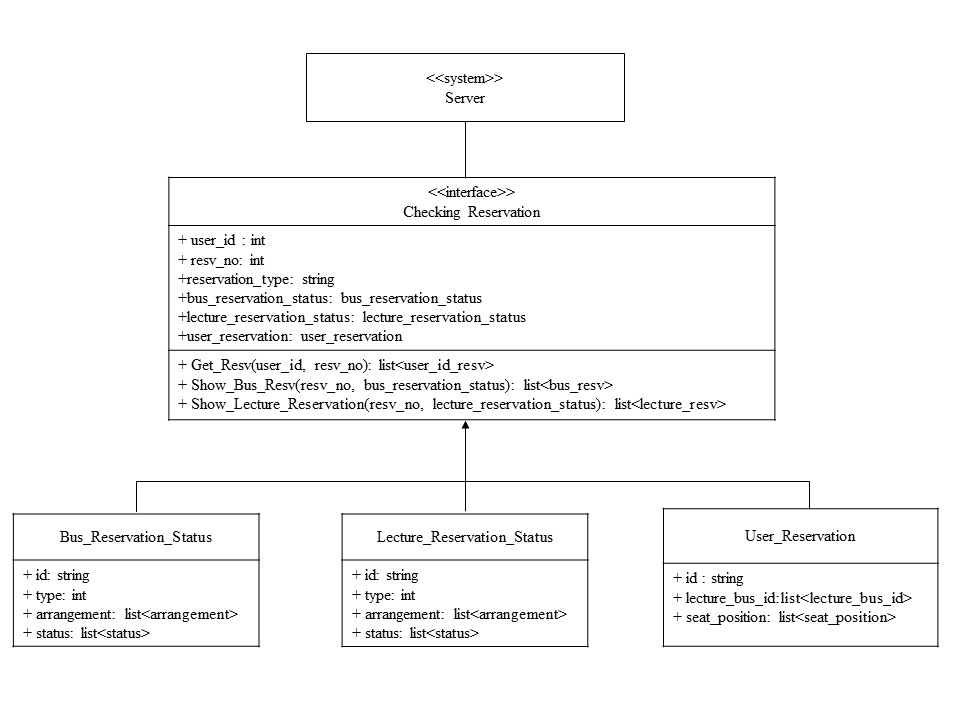 <<system>>
Server
<<interface>>
Checking Reservation
+ user_id : int
+ resv_no: int
+reservation_type: string
+bus_reservation_status: bus_reservation_status
+lecture_reservation_status: lecture_reservation_status
+user_reservation: user_reservation
+ Get_Resv(user_id, resv_no): list<user_id_resv>
+ Show_Bus_Resv(resv_no, bus_reservation_status): list<bus_resv>
+ Show_Lecture_Reservation(resv_no, lecture_reservation_status): list<lecture_resv>
Bus_Reservation_Status
+ id: string
+ type: int
+ arrangement: list<arrangement>
+ status: list<status>
Lecture_Reservation_Status
+ id: string
+ type: int
+ arrangement: list<arrangement>
+ status: list<status>
User_Reservation
+ id : string
+ lecture_bus_id:list<lecture_bus_id>
+ seat_position: list<seat_position>